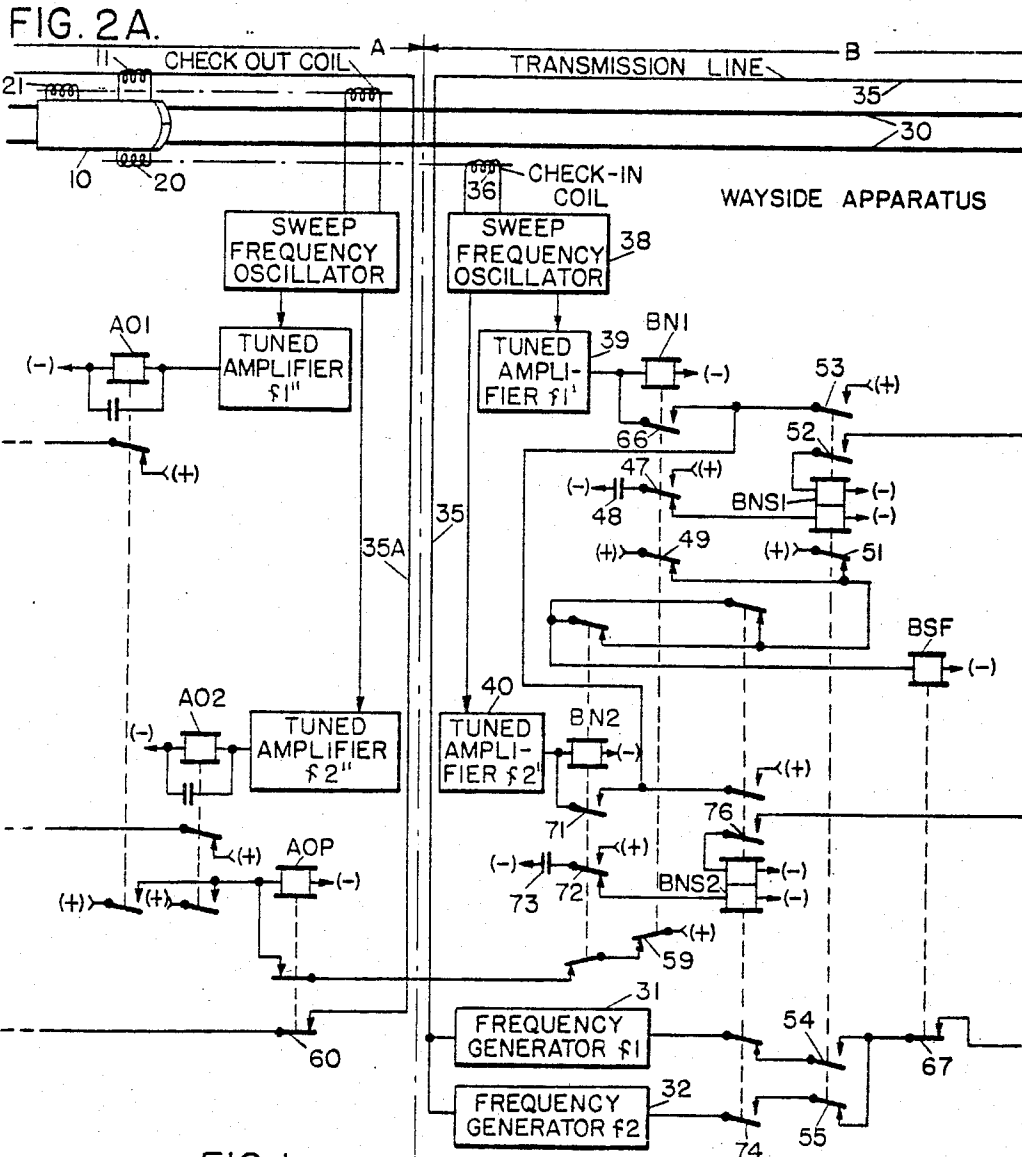 FIG. 2A.
A
B
11
CHECK OUT COIL
TRANSMISSION LINE
21
35
30
10
20
36
CHECK-IN
COIL
WAYSIDE APPARATUS
SWEEP
FREQUENCY
OSCILLATOR
SWEEP
FREQUENCY
OSCILLATOR
38
AO1
(-)
TUNED
AMPLIFIER
f1"
TUNED
AMPLI-
FIER f1'
39
BN1
(-)
53
(+)
66
52
(+)
47
(+)
(-)
48
BNS1
(-)
(-)
35
35A
(+)
49
(+)
51
BSF
(-)
AO2
(-)
TUNED
AMPLIFIER
f2"
40
TUNED
AMPLI-
FIER f2'
BN2
(-)
(+)
71
76
(+)
AOP
(-)
(+)
(+)
(-)
73
72
(+)
BNS2
(-)
(-)
59
(+)
60
31
FREQUENCY
GENERATOR f1
54
67
32
FREQUENCY
GENERATOR f2
74
55